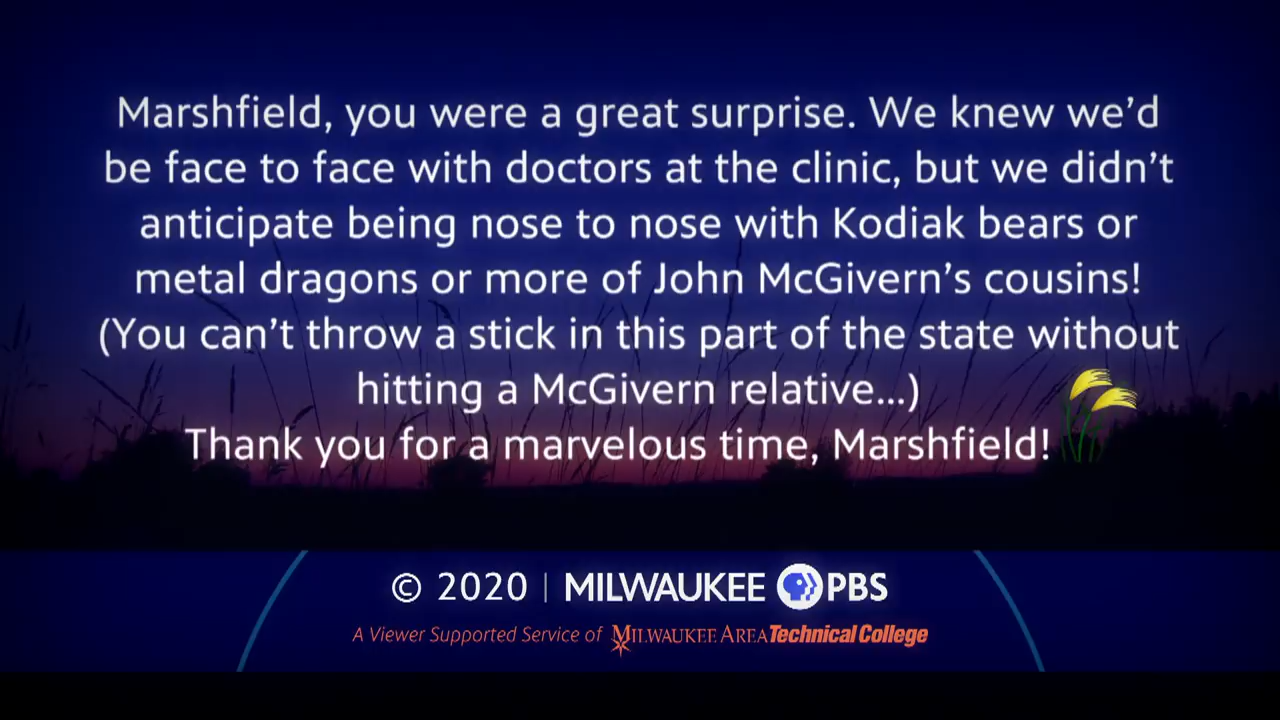 Marshfield, you were a great surprise. We knew we’d
be face to face with doctors at the clinic, but we didn’t
anticipate being nose to nose with Kodiak bears or
metal dragons or more of John McGivern’s cousins!
(You can’t throw a stick in this part of the state without
hitting a McGivern relative...)
Thank you for a marvelous time, Marshfield!
© 2020 | MILWAUKEE PBS
A Viewer Supported Service of MILWAUKEE AREA Technical College